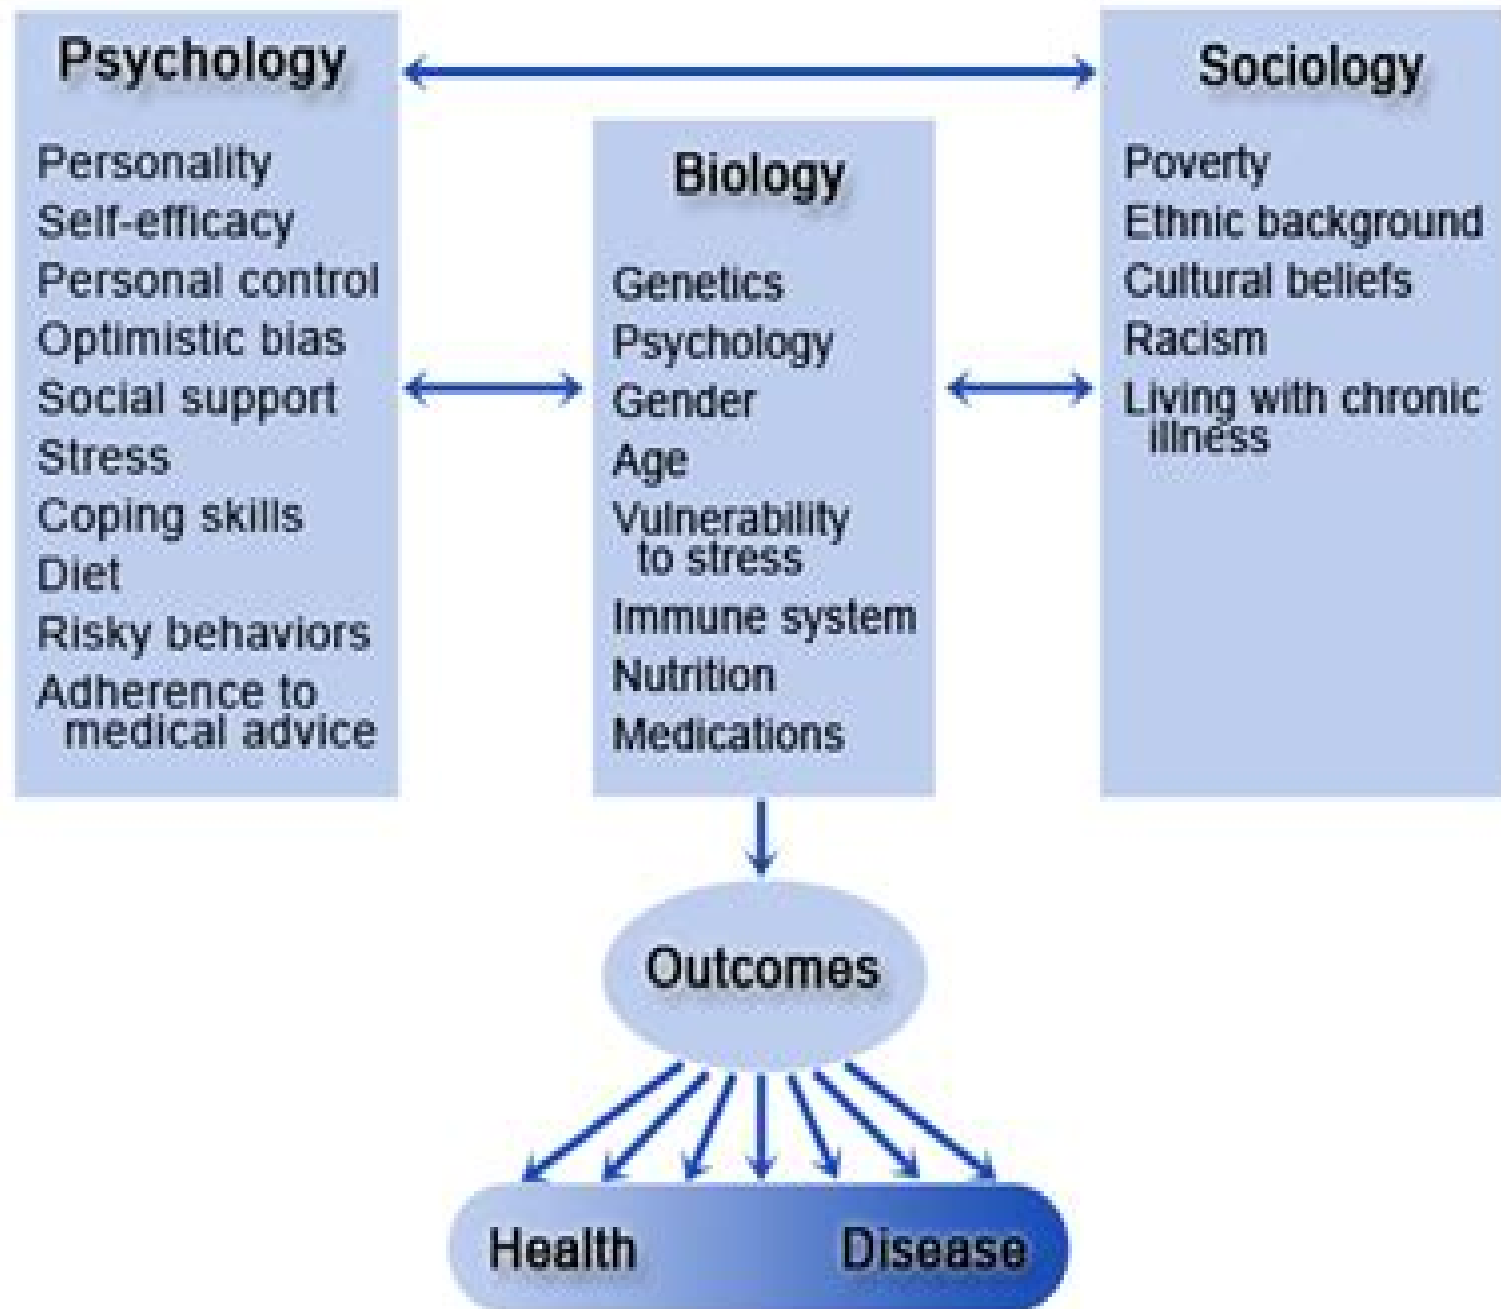 Psychology
Personality
Self-efficacy
Personal control
Optimistic bias
Social support
Stress
Coping skills
Diet
Risky behaviors
Adherence to
medical advice
Biology
Genetics
Psychology
Gender
Age
Vulnerability
to stress
Immune system
Nutrition
Medications
Sociology
Poverty
Ethnic background
Cultural beliefs
Racism
Living with chronic
illness
Outcomes
Health
Disease